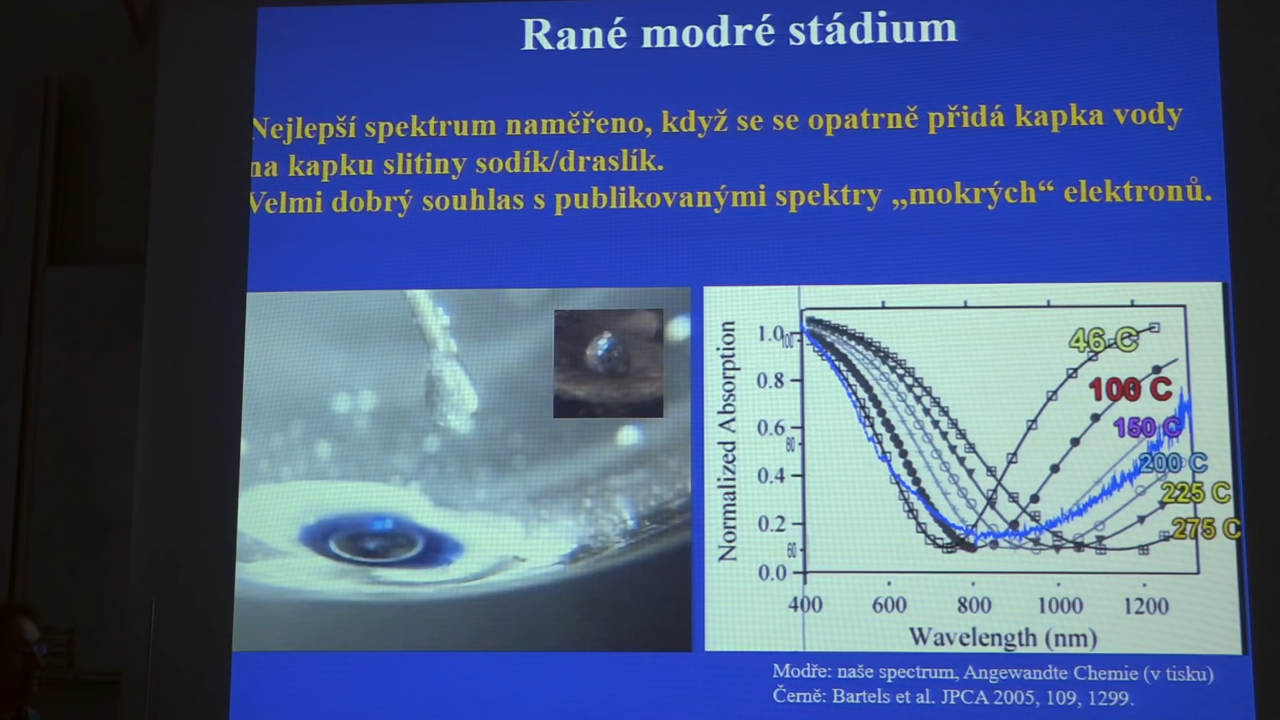 Rané modré stádium
Nejlepší spektrum naměřeno, když se se opatrně přidá kapka vody
na kapku slitiny sodík/draslík.
Velmi dobrý souhlas s publikovanými spektry „mokrých“ elektronů.
Normalized Absorption
1.0
100
0.8
0.6
80
0.4
0.2
60
0.0
46 C
100 C
150 C
200 C
225 C
275 C
400 600 800 1000 1200
Wavelength (nm)
Modře: naše spectrum, Angewandte Chemie (v tisku)
Černě: Bartels et al. JPCA 2005, 109, 1299.